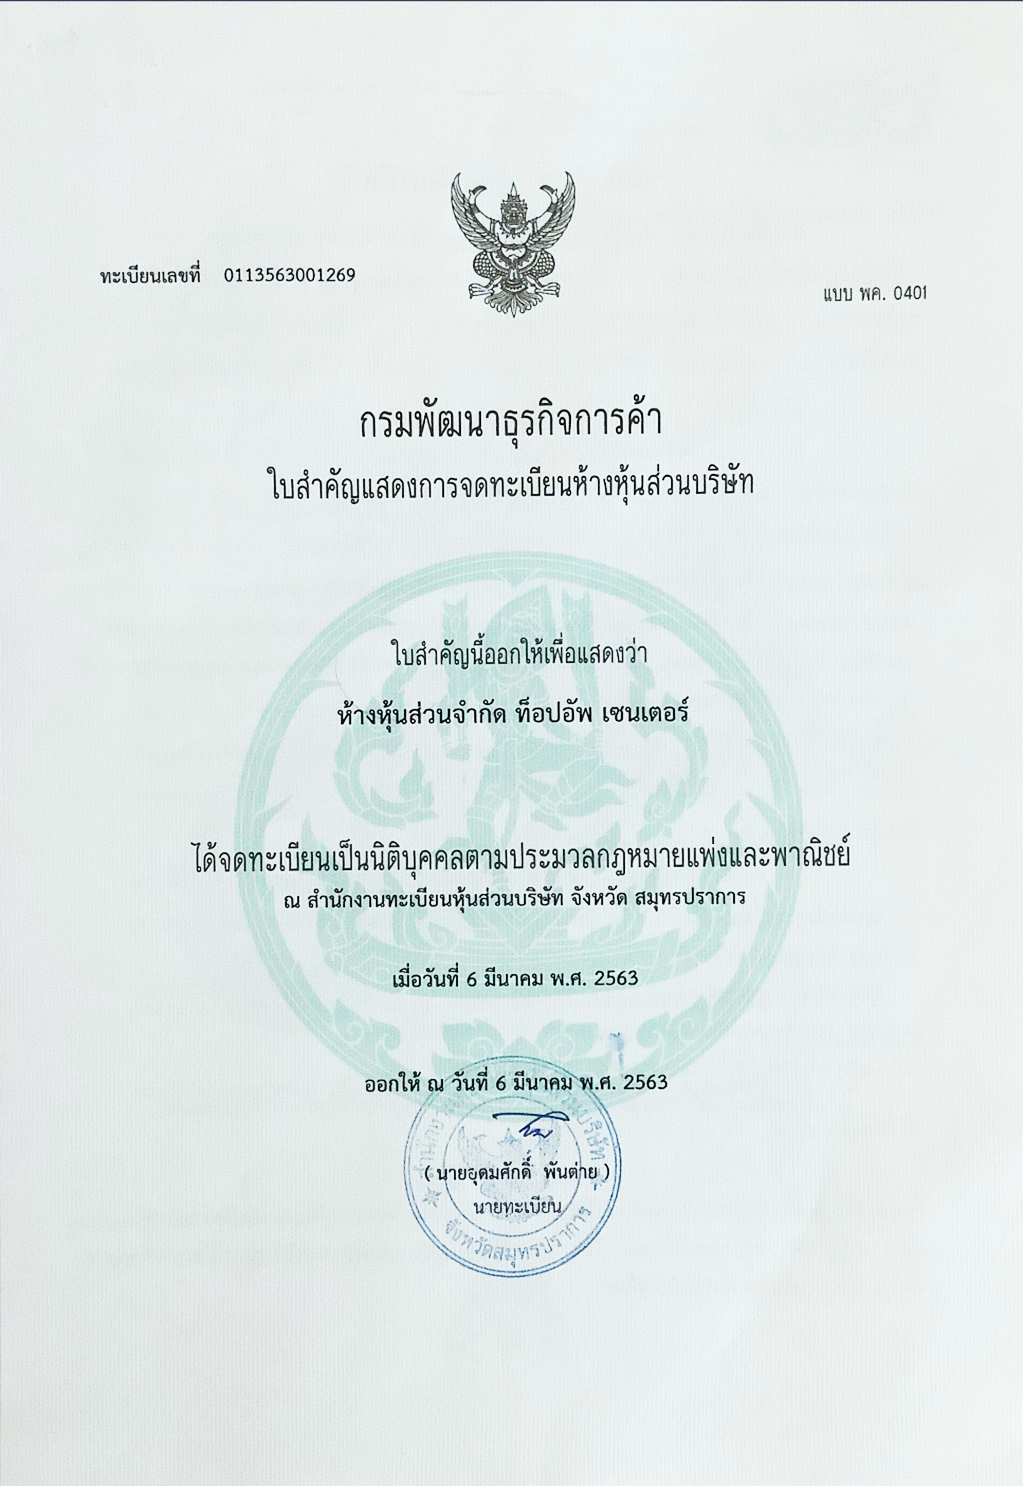 ทะเบียนเลขที่ 0113563001269
แบบ พค. 0401
กรมพัฒนาธุรกิจการค้า
ใบสำคัญแสดงการจดทะเบียนห้างหุ้นส่วนบริษัท
ใบสำคัญนี้ออกให้เพื่อแสดงว่า
ห้างหุ้นส่วนจำกัด ท็อปอัพ เซนเตอร์
ได้จดทะเบียนเป็นนิติบุคคลตามประมวลกฎหมายแพ่งและพาณิชย์
ณ สำนักงานทะเบียนหุ้นส่วนบริษัท จังหวัด สมุทรปราการ
เมื่อวันที่ 6 มีนาคม พ.ศ. 2563
ออกให้ ณ วันที่ 6 มีนาคม พ.ศ. 2563
( นายอุดมศักดิ์ พันต่าย )
นายทะเบียน
จังหวัดสมุทรปราการ